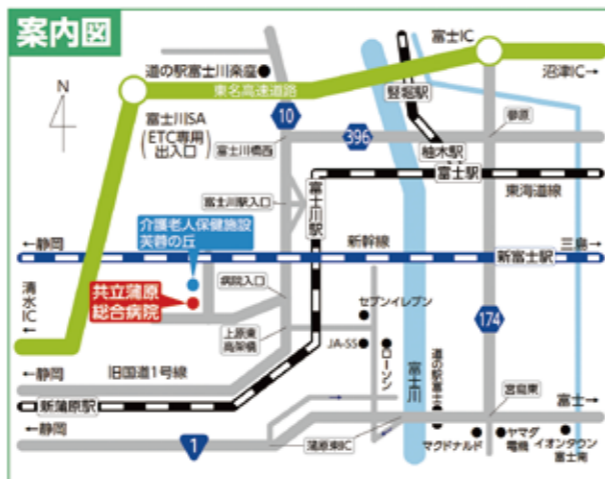 案内図
富士IC
沼津IC→
N
道の駅富士川楽座
東名高速道路
竪堀駅
富士川SA
(ETC専用
出入口)
10
396
富士川橋西
柚木駅
富士駅
東海道線
富士川駅入口
富士川駅
介護老人保健施設
芙蓉の丘
←静岡
新幹線
三島→
新富士駅
共立蒲原
総合病院
病院入口
清水IC
↓
セブンイレブン
174
上原東
高架橋
JA-SS
ローソン
←静岡
旧国道1号線
富士川
道の駅富士
宮島東
新蒲原駅
富士→
←静岡
1
蒲原東IC
マクドナルド
ヤマダ
電機
イオンタウン
富士南